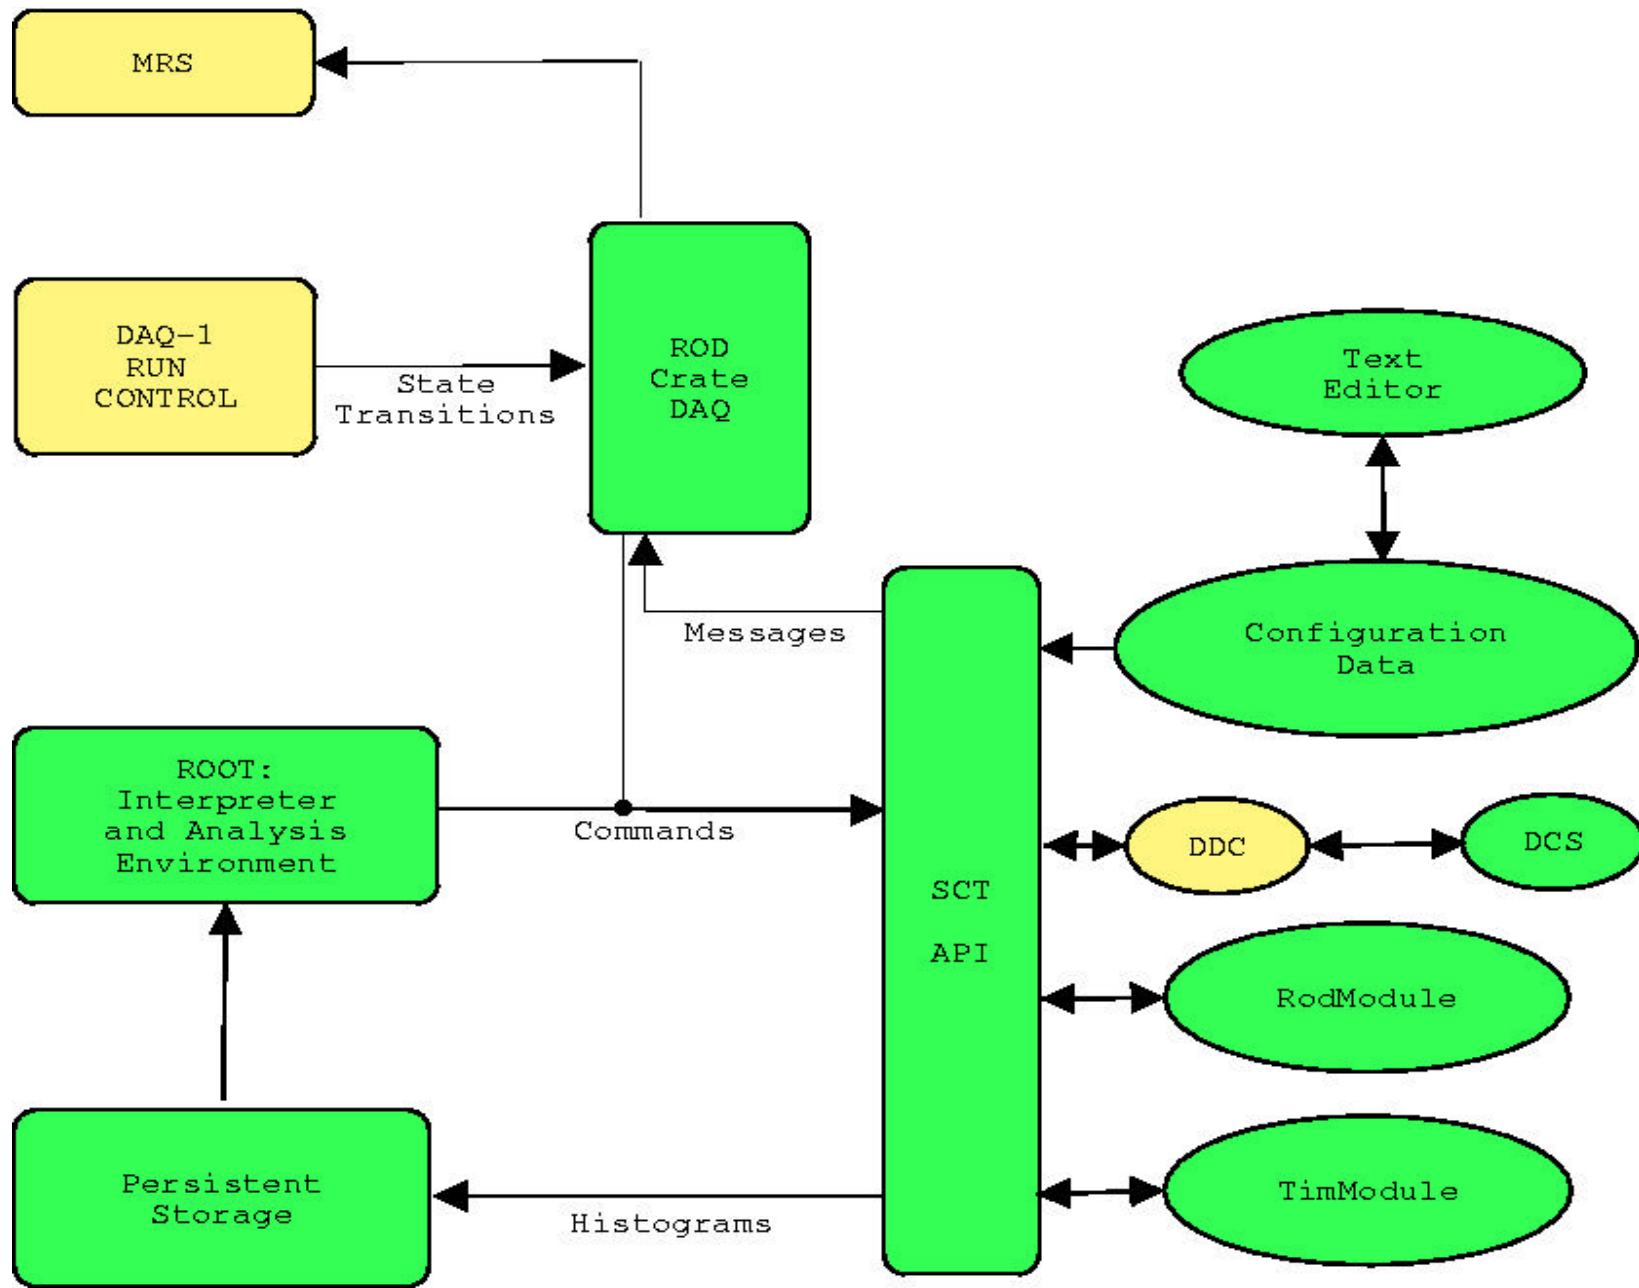 MRS
DAQ-1
RUN
CONTROL
State
Transitions
ROD
Crate
DAQ
Text
Editor
Messages
Configuration
Data
ROOT:
Interpreter
and Analysis
Environment
Commands
SCT
API
DDC
DCS
RodModule
Persistent
Storage
Histograms
TimModule